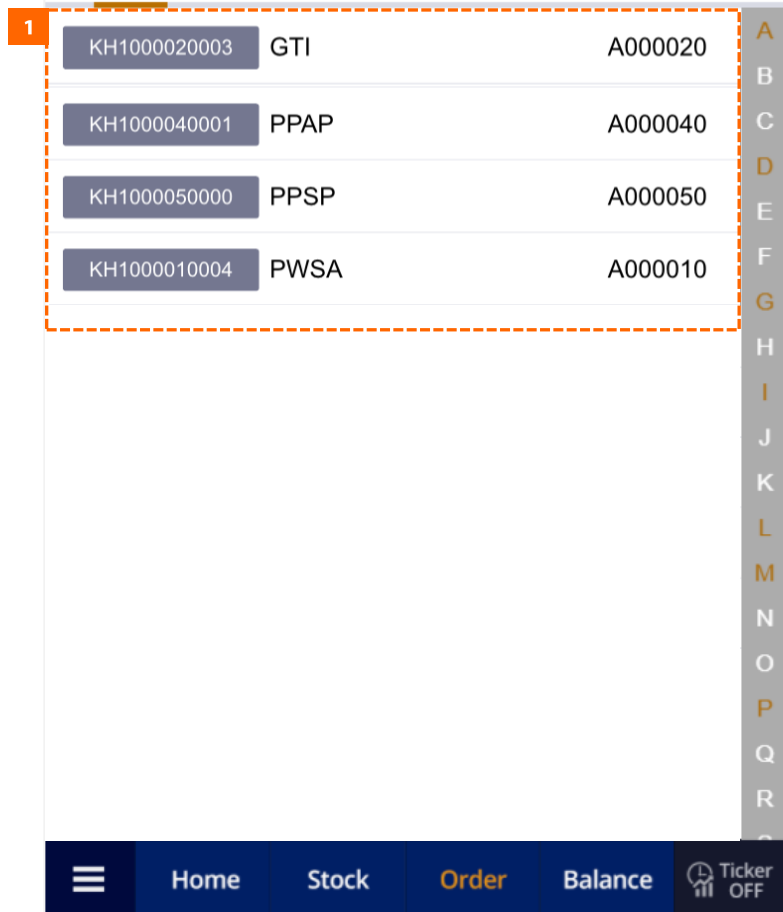 1
KH1000020003 GTI A000020
KH1000040001 PPAP A000040
KH1000050000 PPSP A000050
KH1000010004 PWSA A000010
A
B
C
D
E
F
G
H
I
J
K
L
M
N
O
P
Q
R
Home Stock Order Balance Ticker
OFF